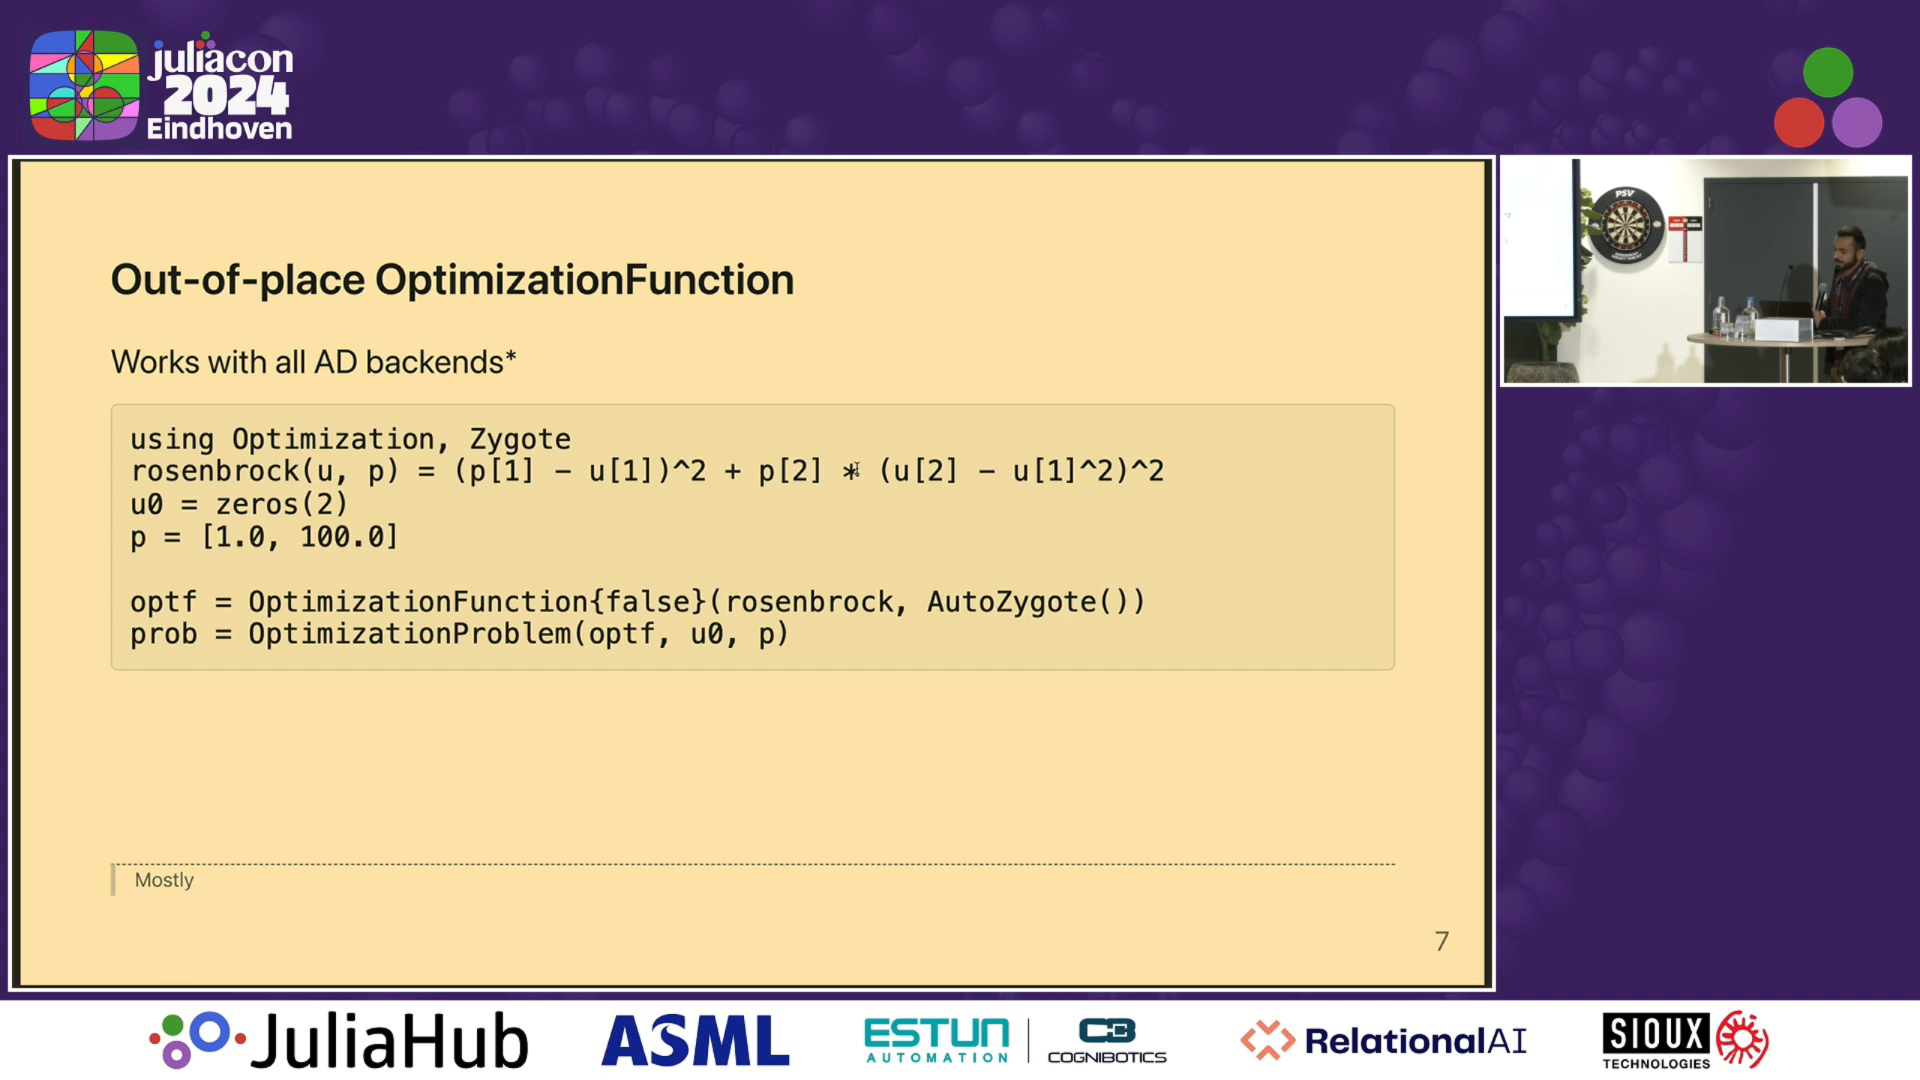 juliacon
2024
Eindhoven
PSV
Out-of-place OptimizationFunction
Works with all AD backends*
using Optimization, Zygote
rosenbrock(u, p) = (p[1] - u[1])^2 + p[2] * (u[2] - u[1]^2)^2
u0 = zeros(2)
p = [1.0, 100.0]
optf = OptimizationFunction{false}(rosenbrock, AutoZygote())
prob = OptimizationProblem(optf, u0, p)
Mostly
7
JuliaHub
ASML
ESTUN
AUTOMATION
COGNIBOTICS
RelationalAI
SIOUX
TECHNOLOGIES